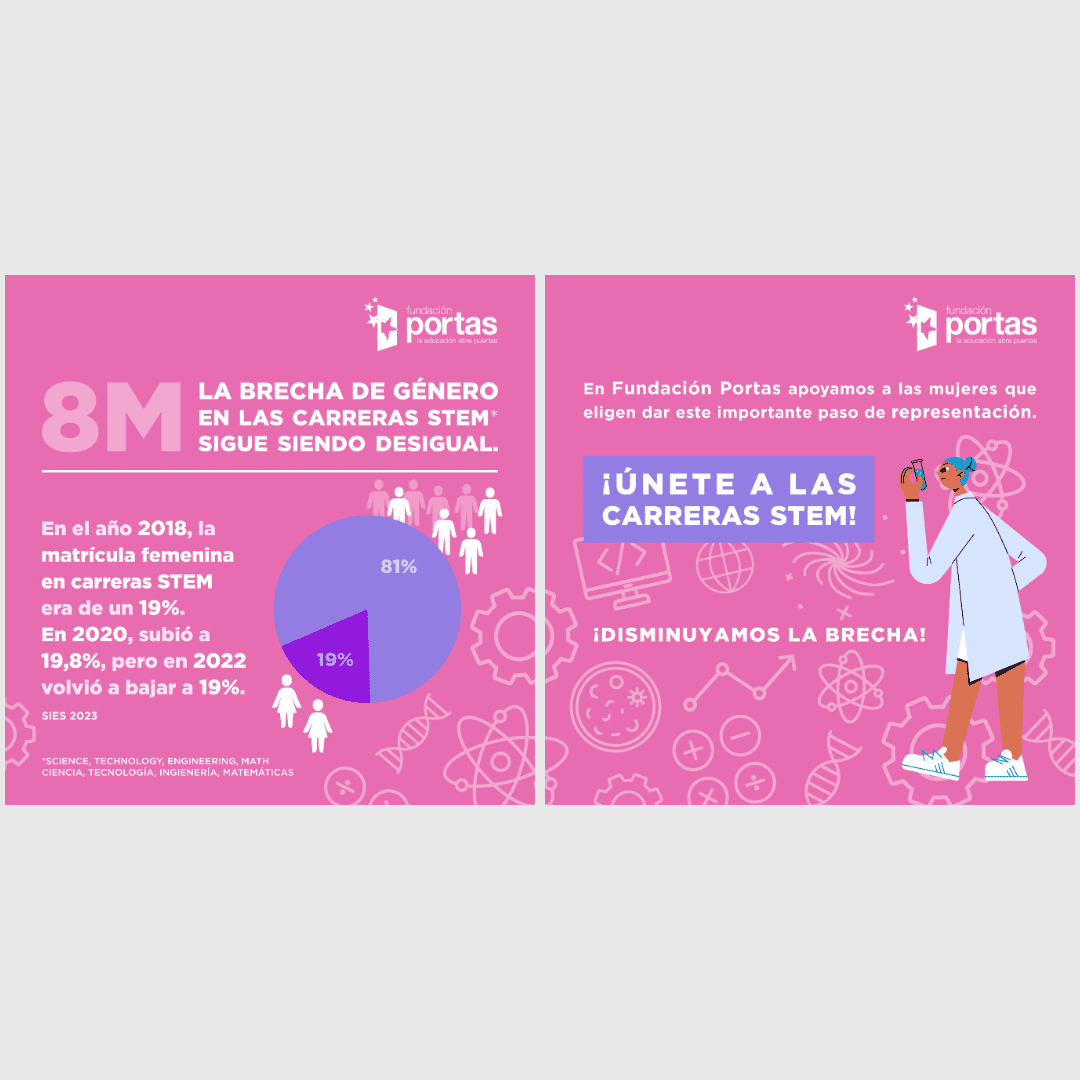 fundación
portas
la educación abre puertas
8M
LA BRECHA DE GÉNERO
EN LAS CARRERAS STEM*
SIGUE SIENDO DESIGUAL.
En el año 2018, la
matrícula femenina
en carreras STEM
era de un 19%.
En 2020, subió a
19,8%, pero en 2022
volvió a bajar a 19%.
SiES 2023
81%
19%
*SCIENCE, TECHNOLOGY, ENGINEERING, MATH
CIENCIA, TECNOLOGÍA, INGIENERÍA, MATEMÁTICAS
fundación
portas
la educación abre puertas
En Fundación Portas apoyamos a las mujeres que
eligen dar este importante paso de representación.
¡ÚNETE A LAS
CARRERAS STEM!
¡DISMINUYAMOS LA BRECHA!